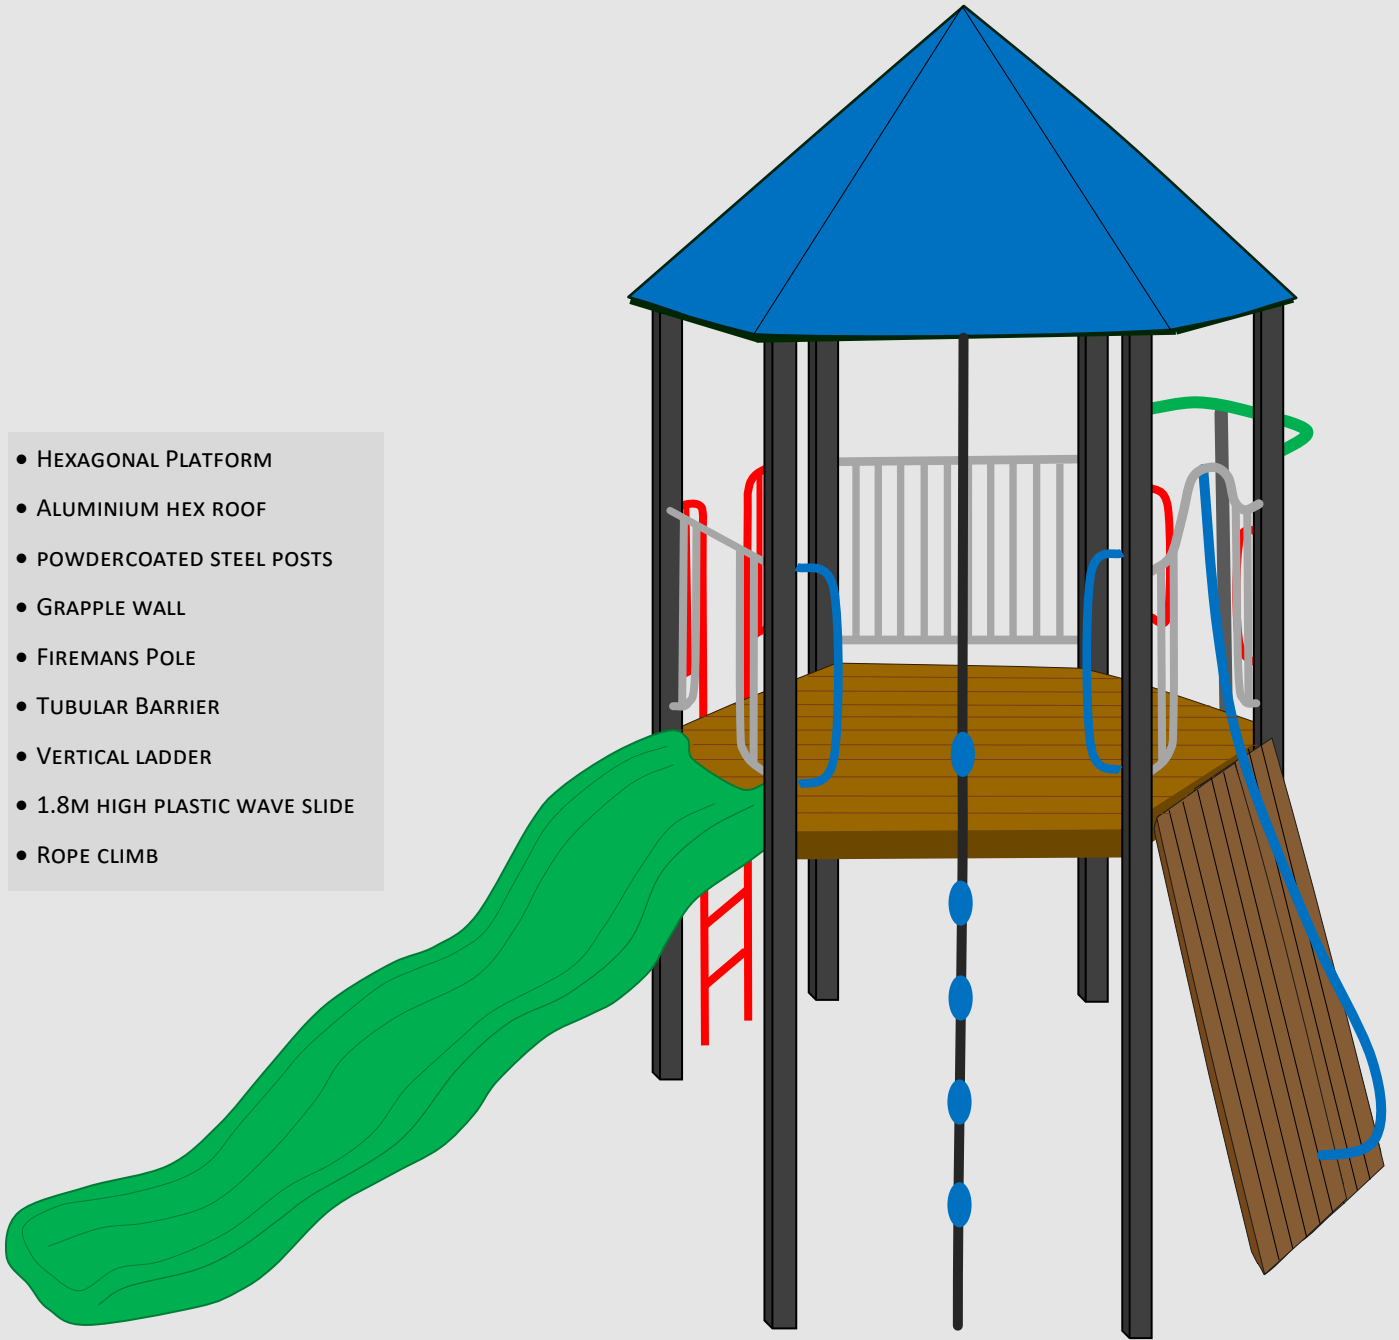 • Hexagonal Platform
• Aluminium hex roof
• powdercoated steel posts
• Grapple wall
• Firemans Pole
• Tubular Barrier
• Vertical ladder
• 1.8m high plastic wave slide
• Rope climb